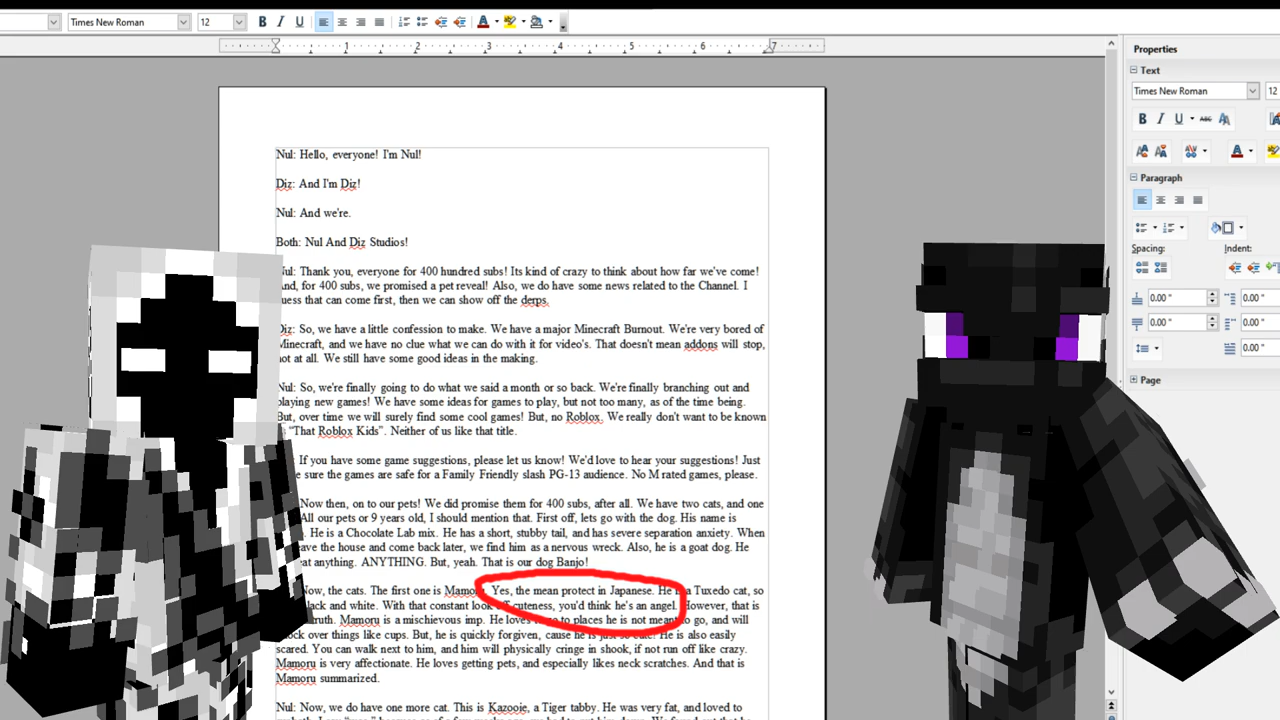 Times New Roman 12 B I U
1 2 3 4 5 6 7
Properties
Text
Times New Roman 12
B I U ABC
Paragraph
Spacing: Indent:
0.00 " 0.00 "
0.00 " 0.00 "
0.00 "
Page
Nul: Hello, everyone! I'm Nul!
Diz: And I'm Diz!
Nul: And we're.
Both: Nul And Diz Studios!
Nul: Thank you, everyone for 400 hundred subs! Its kind of crazy to think about how far we've come!
And, for 400 subs, we promised a pet reveal! Also, we do have some news related to the Channel. I
guess that can come first, then we can show off the derps.
Diz: So, we have a little confession to make. We have a major Minecraft Burnout. We're very bored of
Minecraft, and we have no clue what we can do with it for video's. That doesn't mean addons will stop,
not at all. We still have some good ideas in the making.
Nul: So, we're finally going to do what we said a month or so back. We're finally branching out and
playing new games! We have some ideas for games to play, but not too many, as of the time being.
But, over time we will surely find some cool games! But, no Roblox. We really don't want to be known
"That Roblox Kids". Neither of us like that title.
If you have some game suggestions, please let us know! We'd love to hear your suggestions! Just
sure the games are safe for a Family Friendly slash PG-13 audience. No M rated games, please.
Now then, on to our pets! We did promise them for 400 subs, after all. We have two cats, and one
All our pets or 9 years old, I should mention that. First off, lets go with the dog. His name is
He is a Chocolate Lab mix. He has a short, stubby tail, and has severe separation anxiety. When
the house and come back later, we find him as a nervous wreck. Also, he is a goat dog. He
anything. ANYTHING. But, yeah. That is our dog Banjo!
Now, the cats. The first one is Mamoru. Yes, the mean protect in Japanese. He is a Tuxedo cat, so
black and white. With that constant look of cuteness, you'd think he's an angel. However, that is
truth. Mamoru is a mischievous imp. He loves to go to places he is not meant to go, and will
knock over things like cups. But, he is quickly forgiven, cause he is just so cute! He is also easily
scared. You can walk next to him, and him will physically cringe in shook, if not run off like crazy.
Mamoru is very affectionate. He loves getting pets, and especially likes neck scratches. And that is
Mamoru summarized.
Nul: Now, we do have one more cat. This is Kazooie, a Tiger tabby. He was very fat, and loved to